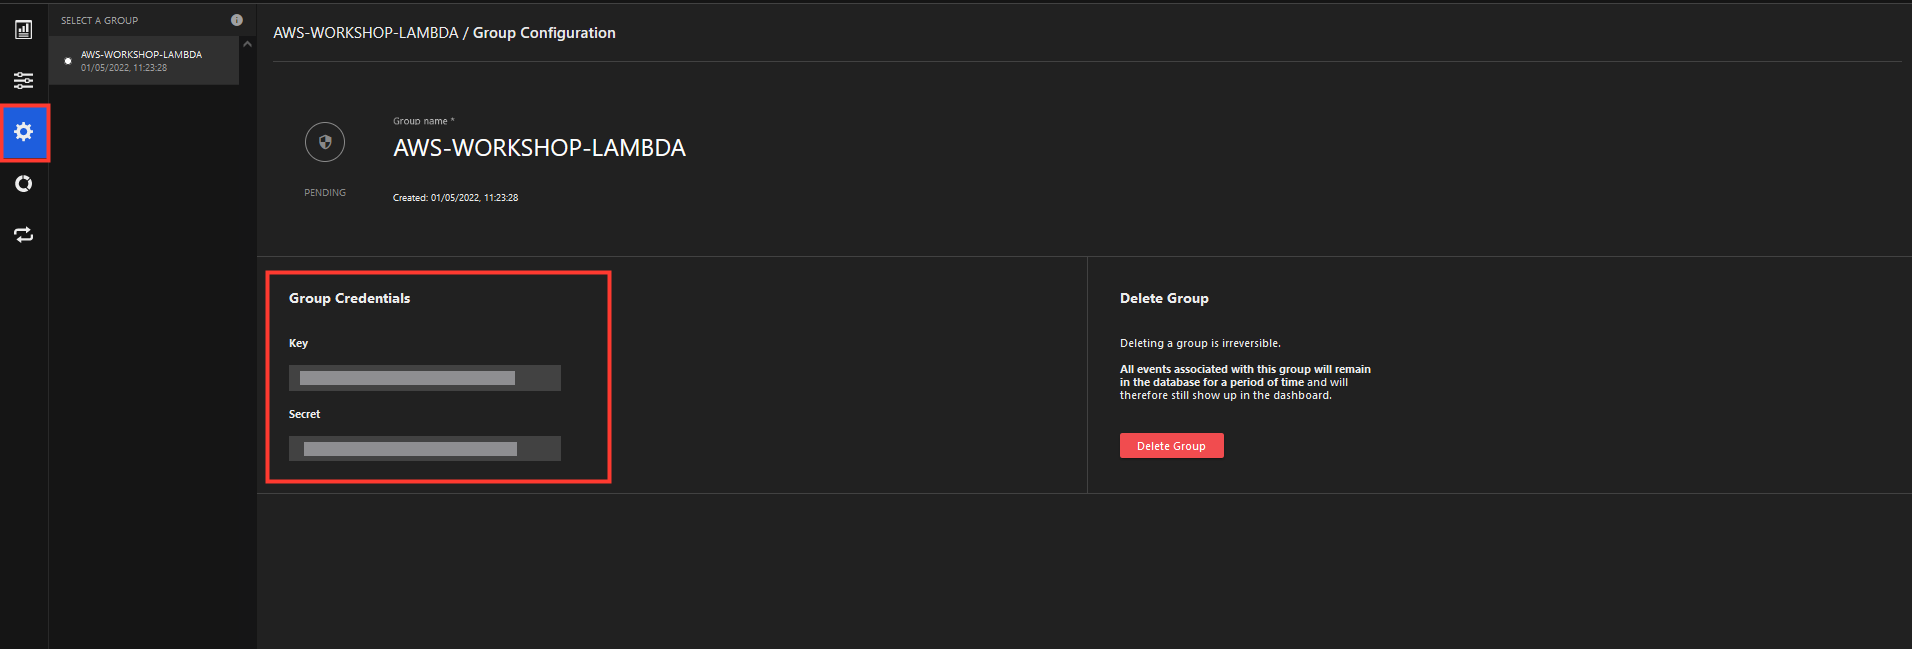 SELECT A GROUP
AWS-WORKSHOP-LAMBDA
01/05/2022, 11:23:28
AWS-WORKSHOP-LAMBDA / Group Configuration
Group name *
AWS-WORKSHOP-LAMBDA
PENDING
Created: 01/05/2022, 11:23:28
Group Credentials
Key
Secret
Delete Group
Deleting a group is irreversible.
All events associated with this group will remain
in the database for a period of time and will
therefore still show up in the dashboard.
Delete Group